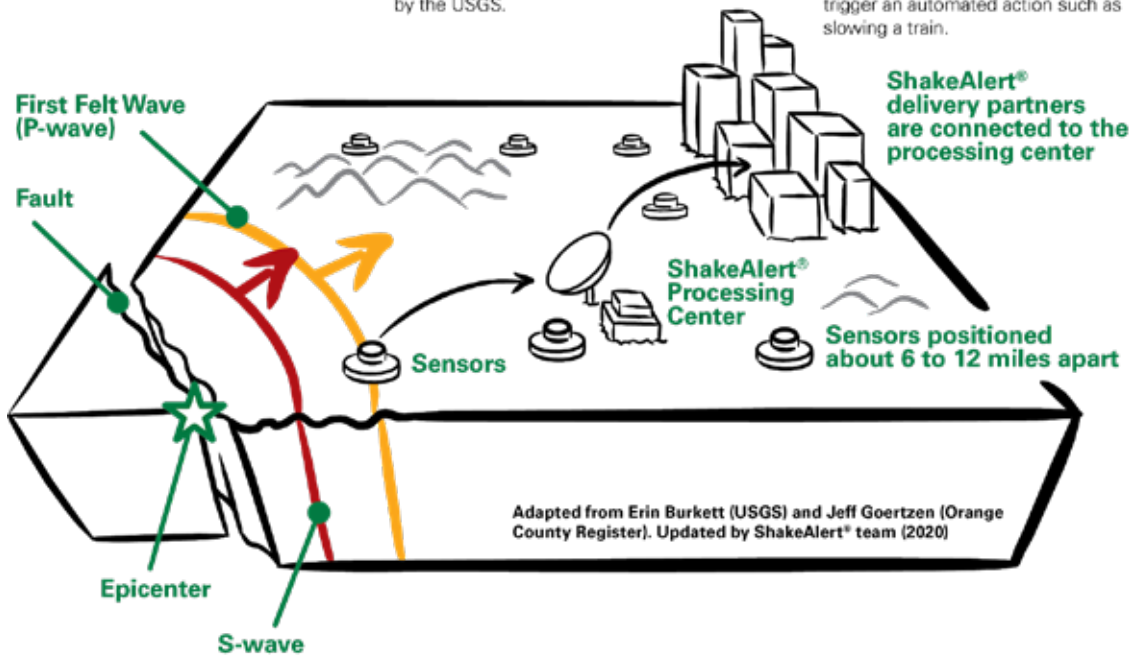 by the USGS.
trigger an automated action such as
slowing a train.
First Felt Wave
(P-wave)
ShakeAlert®
delivery partners
are connected to the
processing center
Fault
ShakeAlert®
Processing
Center
Sensors
Sensors positioned
about 6 to 12 miles apart
Adapted from Erin Burkett (USGS) and Jeff Goertzen (Orange
County Register). Updated by ShakeAlert® team (2020)
Epicenter
S-wave